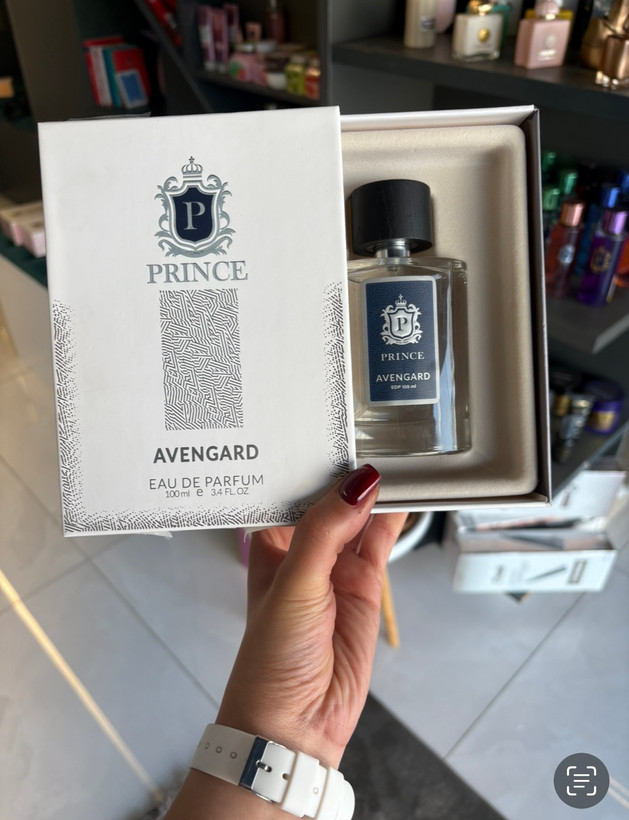 P
PRINCE
AVENGARD
EAU DE PARFUM
100 ml e 3.4 FL.OZ
P
PRINCE
AVENGARD
EDP 100 ml